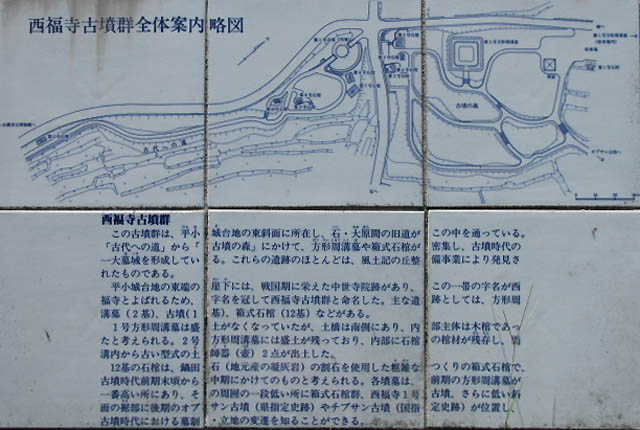 西福寺古墳群全体案内略図
古墳の森
古代への道
西福寺古墳群
この古墳群は、平小城台地の東斜面に所在し、石・大原間の旧道がこの中を通っている。
「古代への道」から「古墳の森」にかけて、方形周溝墓や箱式石棺が密集し、古墳時代の
一大墓域を形成している。これらの遺跡のほとんどは、風土記の丘整備事業により発見さ
れたものである。
平小城台地の東端の崖下には、戦国期に栄えた中世寺院跡があり、この一帯の字名が西
福寺とよばれるため、字名を冠して西福寺古墳群と命名した。主な遺跡としては、方形周
溝墓(2基)、古墳(1基)、箱式石棺(12基)などがある。
1号方形周溝墓は盛土がなくなっていたが、土橋は南側にあり、内部主体は木棺であっ
たと考えられる。2号方形周溝墓には盛土が残っており、内部に石棺の棺材が残存し、周
溝内から古い型式の土師器(壺)2点が出土した。
12基の石棺は、鍋田石(地元産の凝灰岩)の割石を使用した粗雑なつくりの箱式石棺で、
古墳時代前期末頃から中期にかけてのものと考えられる。各墳墓は、前期の方形周溝墓が
一番高い所にあり、その周囲の一段低い所に箱式石棺群、西福寺1号古墳、さらに低い斜
面の裾部に後期のオブサン古墳(県指定史跡)やチブサン古墳(国指定史跡)が位置し、
古墳時代における墓制・立地の変遷を知ることができる。